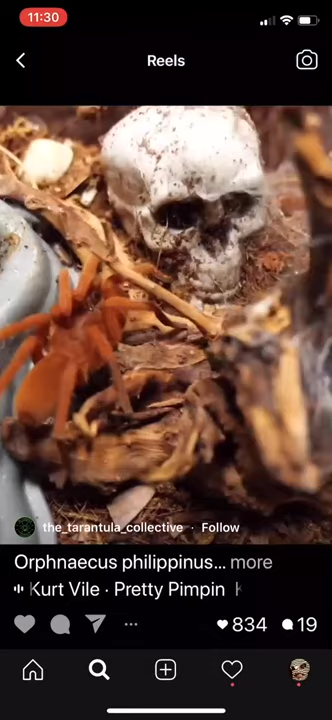 11:30
Reels
the_tarantula_collective · Follow
Orphnaecus philippinus... more
Kurt Vile · Pretty Pimpin
834 19